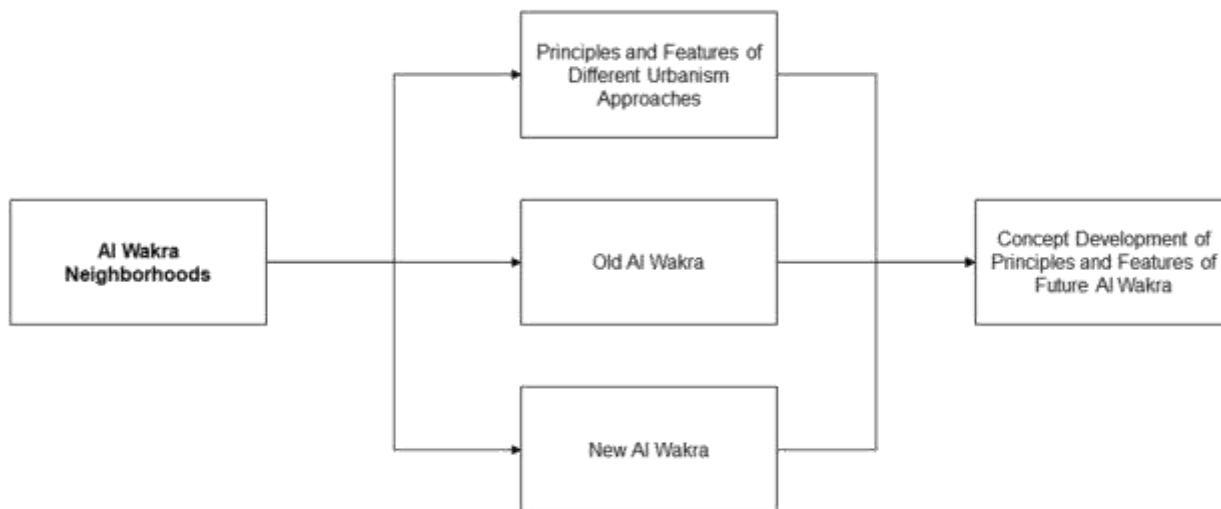 Principles and Features of
Different Urbanism
Approaches
Al Wakra
Neighborhoods
Old Al Wakra
Concept Development of
Principles and Features of
Future Al Wakra
New Al Wakra